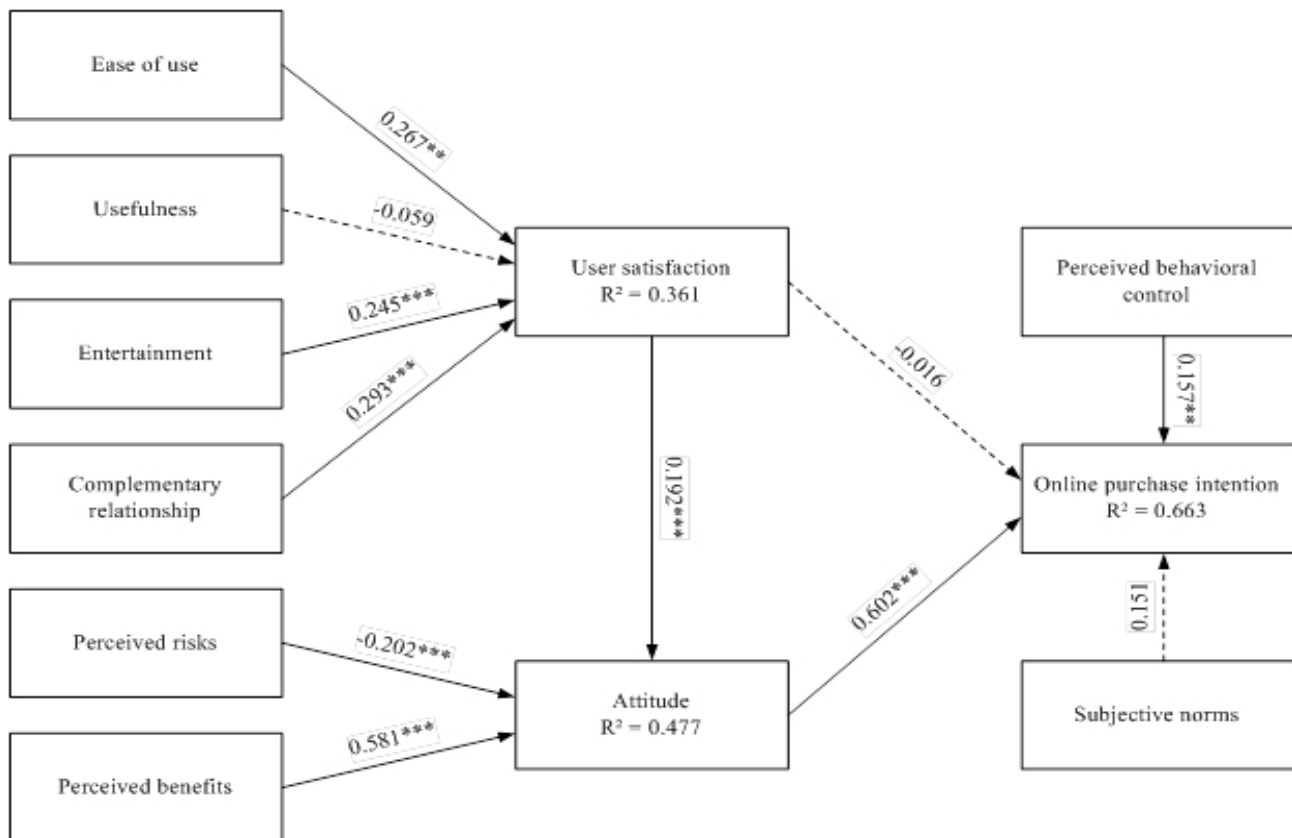 Ease of use
0.267**
Usefulness
-0.059
User satisfaction
R² = 0.361
Perceived behavioral
control
Entertainment
0.245***
0.293***
-0.016
0.157**
Complementary
relationship
0.192***
Online purchase intention
R² = 0.663
Perceived risks
-0.202***
0.602***
0.151
Attitude
R² = 0.477
Subjective norms
Perceived benefits
0.581***